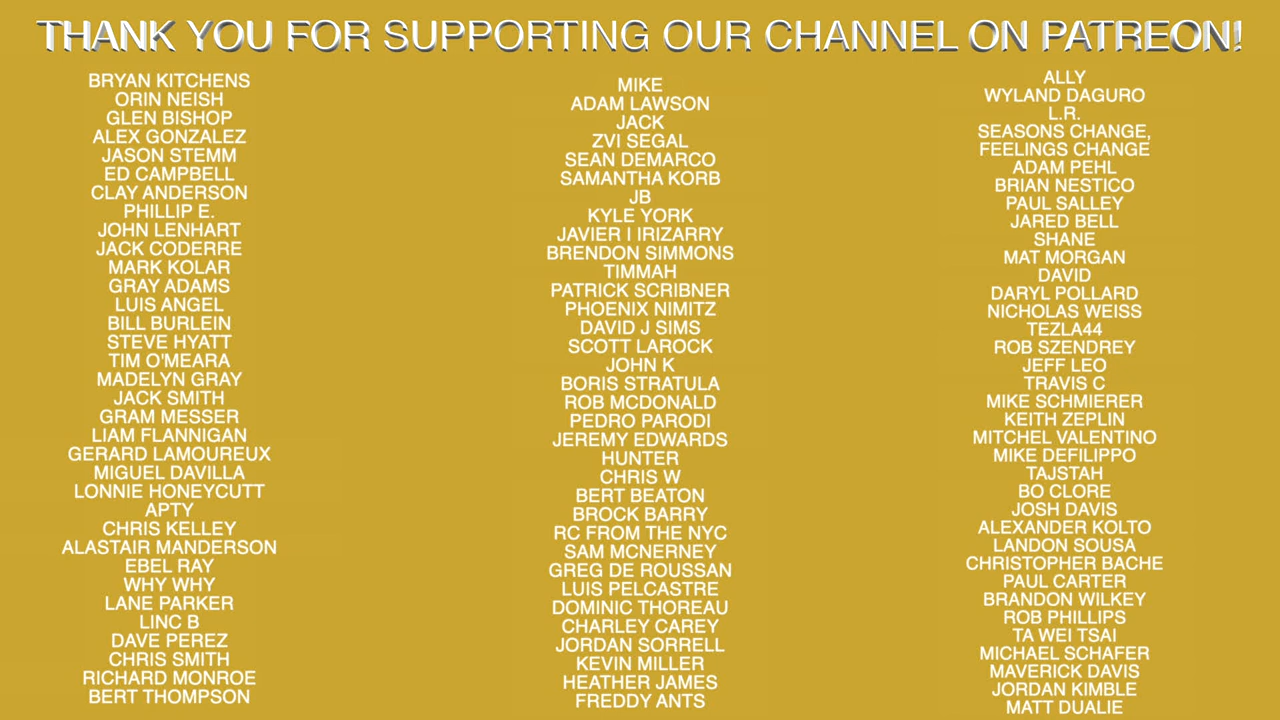 THANK YOU FOR SUPPORTING OUR CHANNEL ON PATREON!
BRYAN KITCHENS
ORIN NEISH
GLEN BISHOP
ALEX GONZALEZ
JASON STEMM
ED CAMPBELL
CLAY ANDERSON
PHILLIP E.
JOHN LENHART
JACK CODERRE
MARK KOLAR
GRAY ADAMS
LUIS ANGEL
BILL BURLEIN
STEVE HYATT
TIM O'MEARA
MADELYN GRAY
JACK SMITH
GRAM MESSER
LIAM FLANNIGAN
GERARD LAMOUREUX
MIGUEL DAVILLA
LONNIE HONEYCUTT
APTY
CHRIS KELLEY
ALASTAIR MANDERSON
EBEL RAY
WHY WHY
LANE PARKER
LINC B
DAVE PEREZ
CHRIS SMITH
RICHARD MONROE
BERT THOMPSON
MIKE
ADAM LAWSON
JACK
ZVI SEGAL
SEAN DEMARCO
SAMANTHA KORB
JB
KYLE YORK
JAVIER I IRIZARRY
BRENDON SIMMONS
TIMMAH
PATRICK SCRIBNER
PHOENIX NIMITZ
DAVID J SIMS
SCOTT LAROCK
JOHN K
BORIS STRATULA
ROB MCDONALD
PEDRO PARODI
JEREMY EDWARDS
HUNTER
CHRIS W
BERT BEATON
BROCK BARRY
RC FROM THE NYC
SAM MCNERNEY
GREG DE ROUSSAN
LUIS PELCASTRE
DOMINIC THOREAU
CHARLEY CAREY
JORDAN SORRELL
KEVIN MILLER
HEATHER JAMES
FREDDY ANTS
ALLY
WYLAND DAGURO
L.R.
SEASONS CHANGE,
FEELINGS CHANGE
ADAM PEHL
BRIAN NESTICO
PAUL SALLEY
JARED BELL
SHANE
MAT MORGAN
DAVID
DARYL POLLARD
NICHOLAS WEISS
TEZLA44
ROB SZENDREY
JEFF LEO
TRAVIS C
MIKE SCHMIERER
KEITH ZEPLIN
MITCHEL VALENTINO
MIKE DEFILIPPO
TAJSTAH
BO CLORE
JOSH DAVIS
ALEXANDER KOLTO
LANDON SOUSA
CHRISTOPHER BACHE
PAUL CARTER
BRANDON WILKEY
ROB PHILLIPS
TA WEI TSAI
MICHAEL SCHAFER
MAVERICK DAVIS
JORDAN KIMBLE
MATT DUALIE